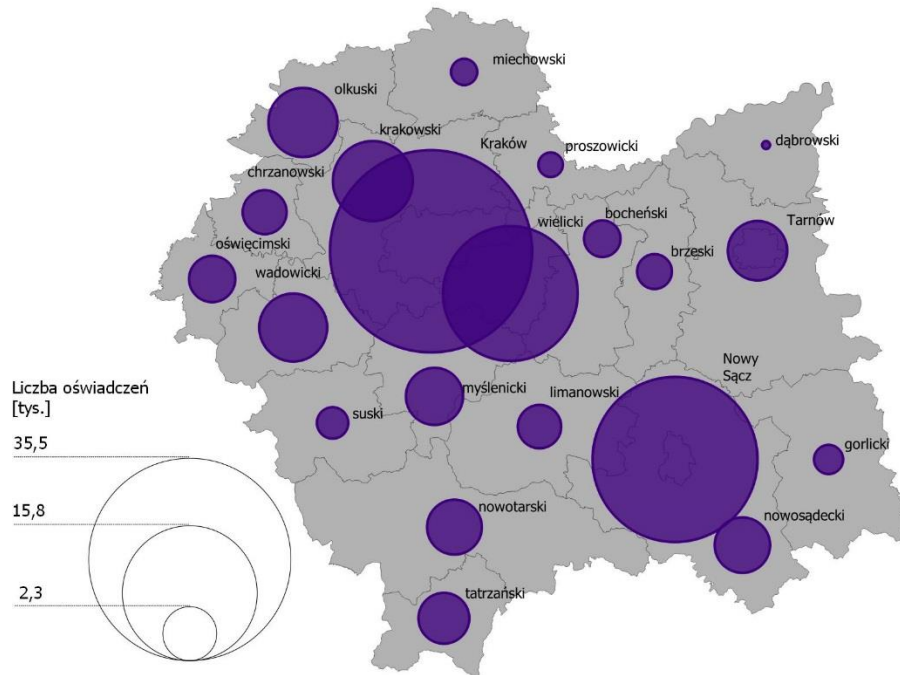 miechowski
olkuski
krakowski
Kraków
proszowicki
dąbrowski
chrzanowski
wielicki
bocheński
Tarnów
oświęcimski
wadowicki
brzeski
Nowy
Sącz
Liczba oświadczeń
[tys.]
myślenicki
limanowski
suski
35,5
gorlicki
nowotarski
nowosądecki
15,8
2,3
tatrzański